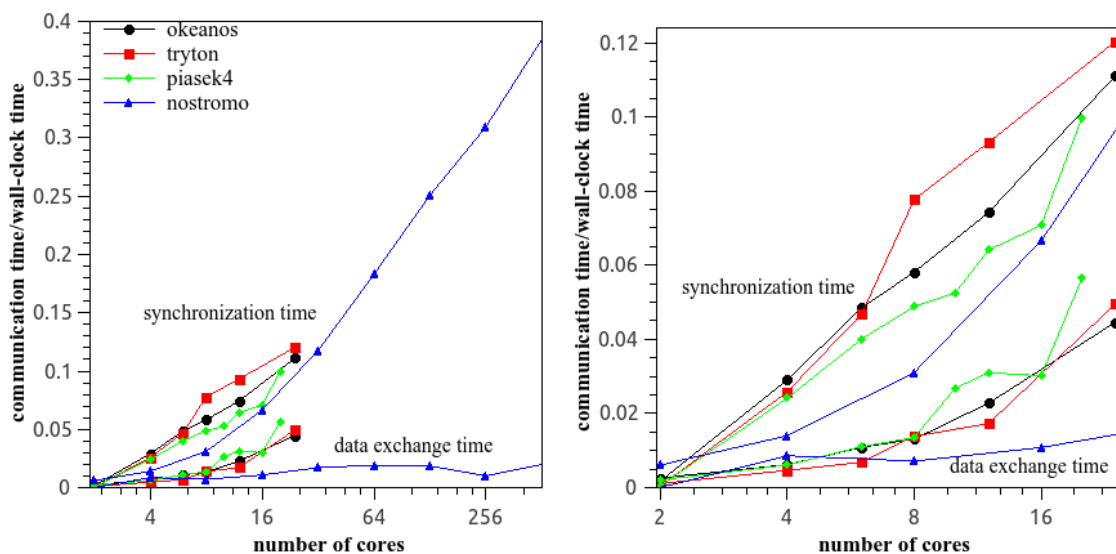 0.4
okeanos
tryton
piasek4
nostromo
0.35
0.3
0.25
0.2
0.15
0.1
0.05
0
communication time/wall-clock time
synchronization time
data exchange time
4
16
64
256
number of cores
0.12
0.1
0.08
0.06
0.04
0.02
0
communication time/wall-clock time
synchronization time
data exchange time
2
4
8
16
number of cores